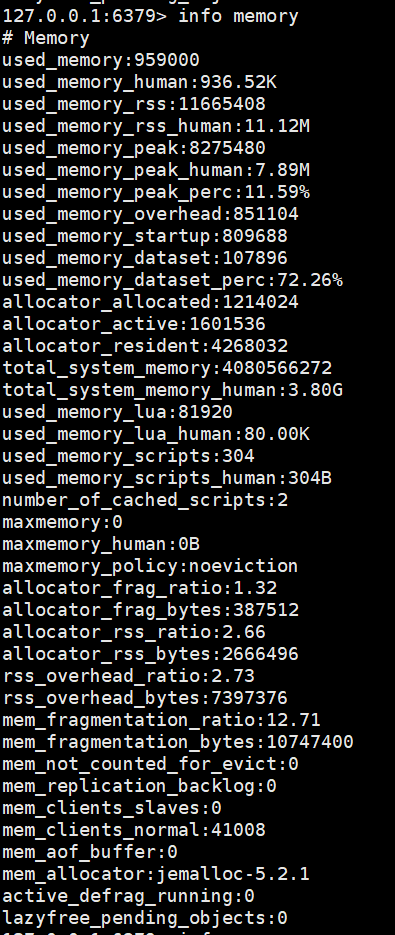 127.0.0.1:6379> info memory
# Memory
used_memory:959000
used_memory_human:936.52K
used_memory_rss:11665408
used_memory_rss_human:11.12M
used_memory_peak:8275480
used_memory_peak_human:7.89M
used_memory_peak_perc:11.59%
used_memory_overhead:851104
used_memory_startup:809688
used_memory_dataset:107896
used_memory_dataset_perc:72.26%
allocator_allocated:1214024
allocator_active:1601536
allocator_resident:4268032
total_system_memory:4080566272
total_system_memory_human:3.80G
used_memory_lua:81920
used_memory_lua_human:80.00K
used_memory_scripts:304
used_memory_scripts_human:304B
number_of_cached_scripts:2
maxmemory:0
maxmemory_human:0B
maxmemory_policy:noeviction
allocator_frag_ratio:1.32
allocator_frag_bytes:387512
allocator_rss_ratio:2.66
allocator_rss_bytes:2666496
rss_overhead_ratio:2.73
rss_overhead_bytes:7397376
mem_fragmentation_ratio:12.71
mem_fragmentation_bytes:10747400
mem_not_counted_for_evict:0
mem_replication_backlog:0
mem_clients_slaves:0
mem_clients_normal:41008
mem_aof_buffer:0
mem_allocator:jemalloc-5.2.1
active_defrag_running:0
lazyfree_pending_objects:0